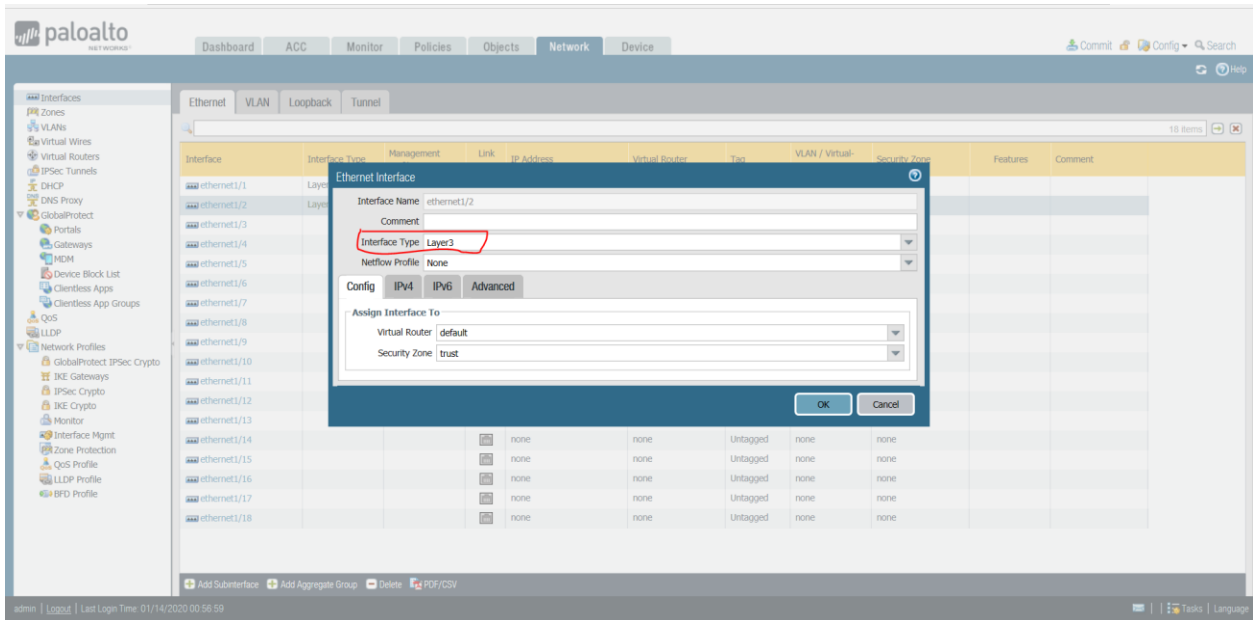 paloalto
NETWORKS
Dashboard ACC Monitor Policies Objects Network Device
Commit Config Search
Help
Interfaces
Zones
VLANs
Virtual Wires
Virtual Routers
IPSec Tunnels
DHCP
DNS Proxy
GlobalProtect
Portals
Gateways
MDM
Device Block List
Clientless Apps
Clientless App Groups
QoS
LLDP
Network Profiles
GlobalProtect IPSec Crypto
IKE Gateways
IPSec Crypto
IKE Crypto
Monitor
Interface Mgmt
Zone Protection
QoS Profile
LLDP Profile
BFD Profile
Ethernet VLAN Loopback Tunnel
18 items
Interface Interface Type Management Link IP Address Virtual Router Tag VLAN / Virtual- Security Zone Features Comment
ethernet1/1 Layer
ethernet1/2 Layer
ethernet1/3
ethernet1/4
ethernet1/5
ethernet1/6
ethernet1/7
ethernet1/8
ethernet1/9
ethernet1/10
ethernet1/11
ethernet1/12
ethernet1/13
ethernet1/14 none none Untagged none none
ethernet1/15 none none Untagged none none
ethernet1/16 none none Untagged none none
ethernet1/17 none none Untagged none none
ethernet1/18 none none Untagged none none
Ethernet Interface
Interface Name ethernet1/2
Comment
Interface Type Layer3
Netflow Profile None
Config IPv4 IPv6 Advanced
Assign Interface To
Virtual Router default
Security Zone trust
OK Cancel
Add Subinterface Add Aggregate Group Delete PDF/CSV
admin | Logout | Last Login Time: 01/14/2020 00:56:59
Tasks | Language